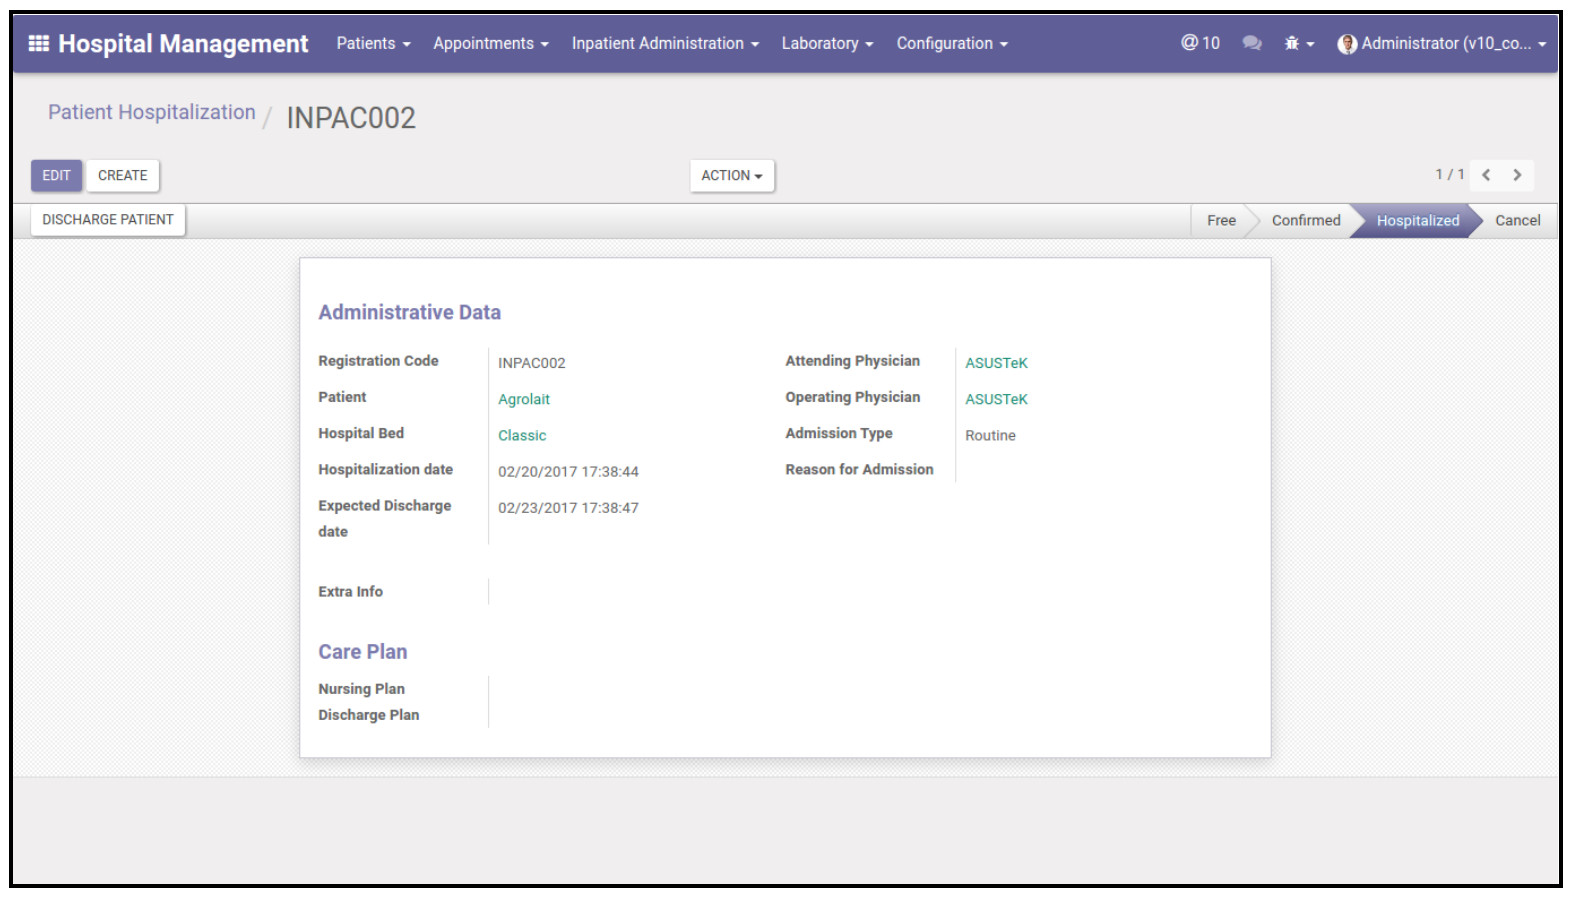 Hospital Management Patients Appointments Inpatient Administration Laboratory Configuration @ 10 Administrator (v10_co...
Patient Hospitalization / INPAC002
EDIT CREATE ACTION 1 / 1
DISCHARGE PATIENT Free Confirmed Hospitalized Cancel
Administrative Data
Registration Code INPAC002 Attending Physician ASUSTeK
Patient Agrolait Operating Physician ASUSTeK
Hospital Bed Classic Admission Type Routine
Hospitalization date 02/20/2017 17:38:44 Reason for Admission
Expected Discharge 02/23/2017 17:38:47
date
Extra Info
Care Plan
Nursing Plan
Discharge Plan